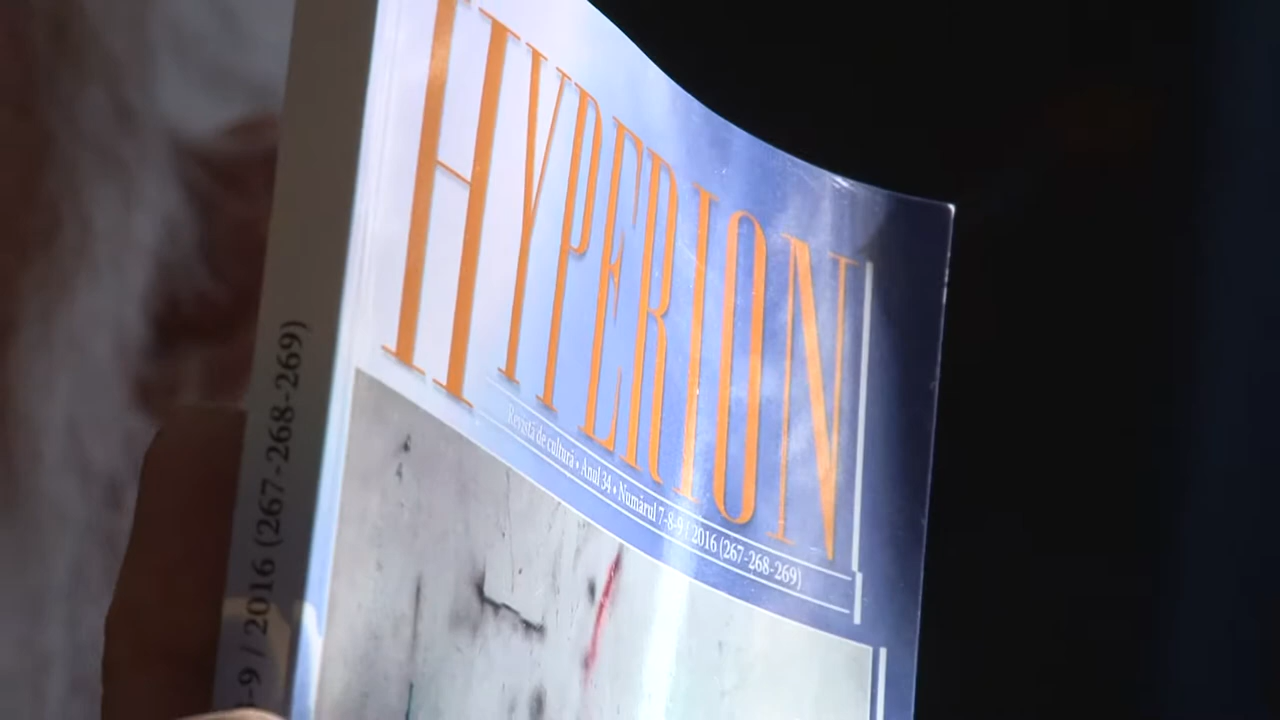 HYPERION
Revistă de cultură • Anul 34 • Numărul 7-8-9 / 2016 (267-268-269)
-9 / 2016 (267-268-269)